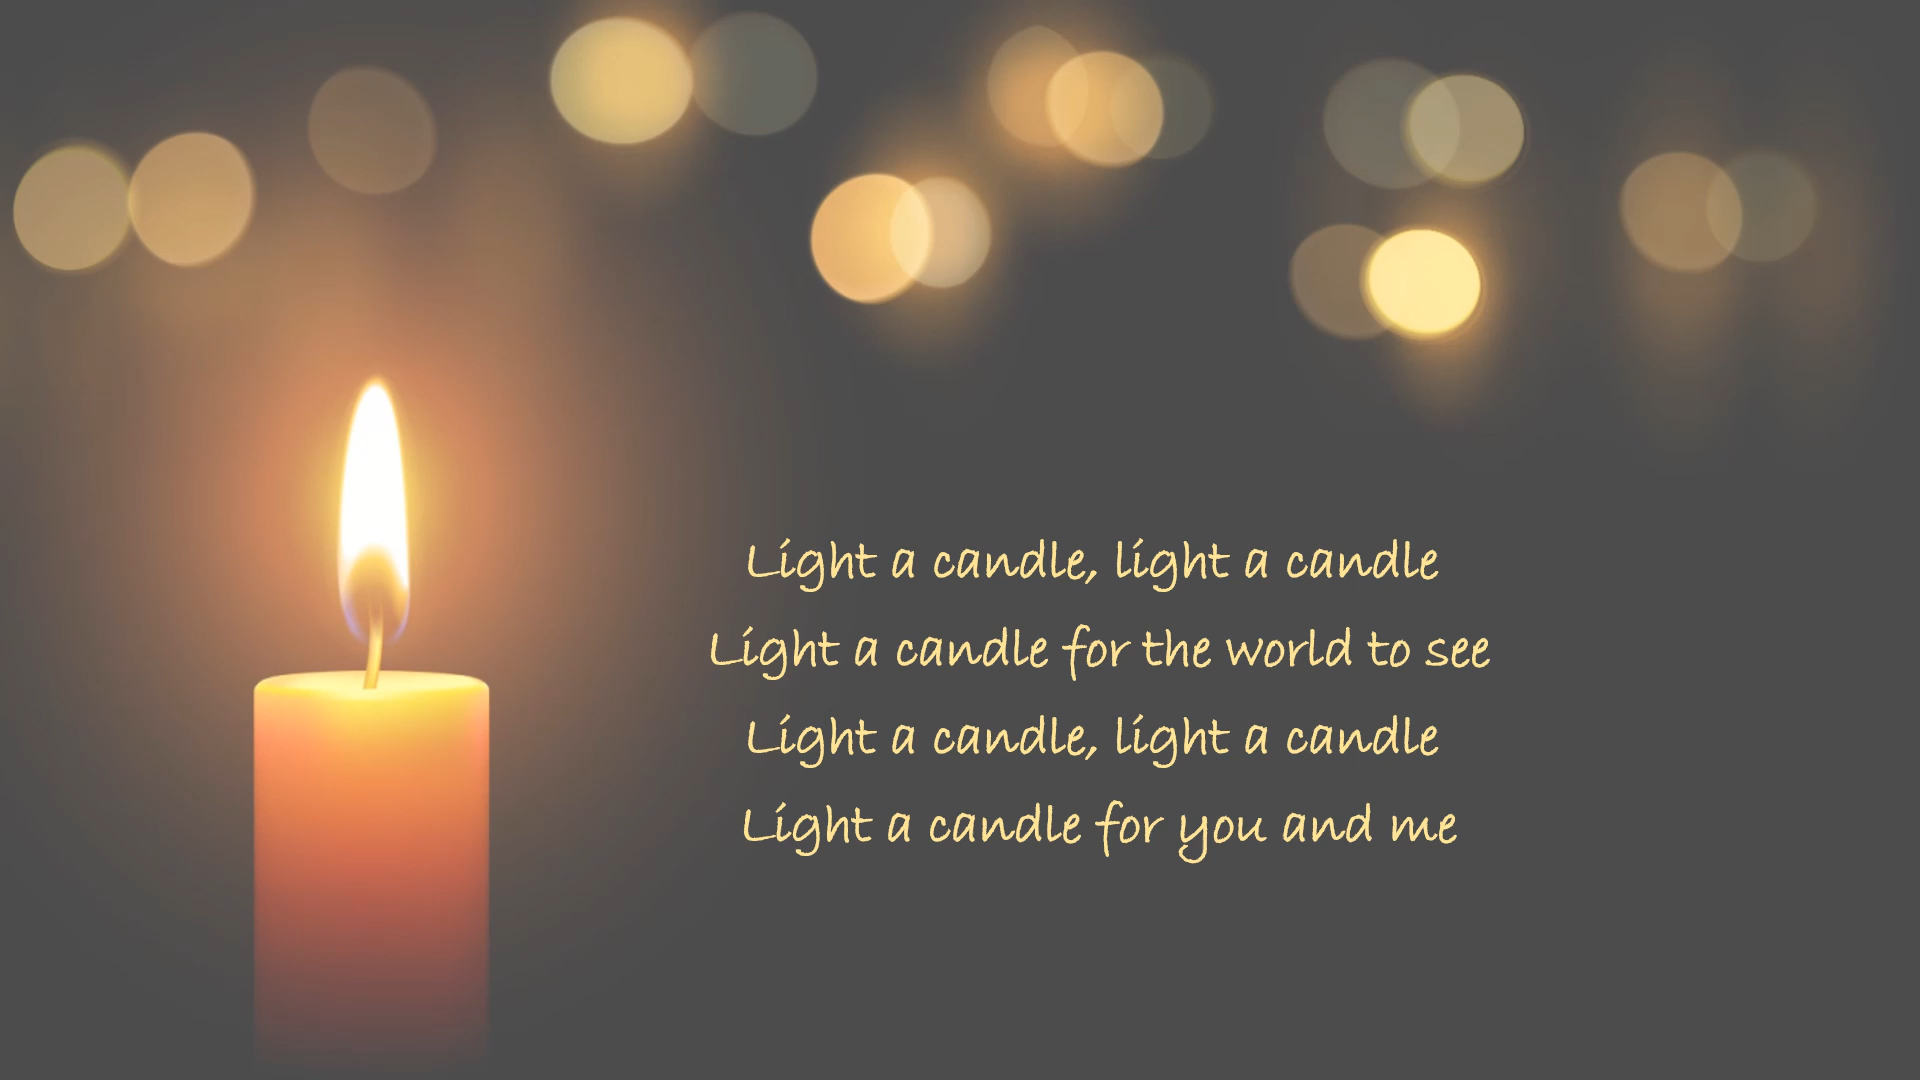 Light a candle, light a candle
Light a candle for the world to see
Light a candle, light a candle
Light a candle for you and me